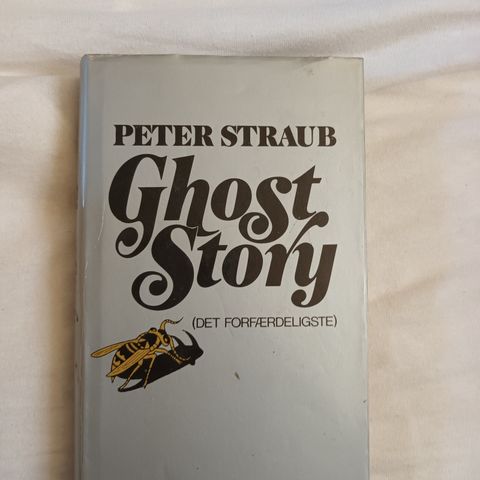 PETER STRAUB
Ghost
Story
(DET FORFÆRDELIGSTE)